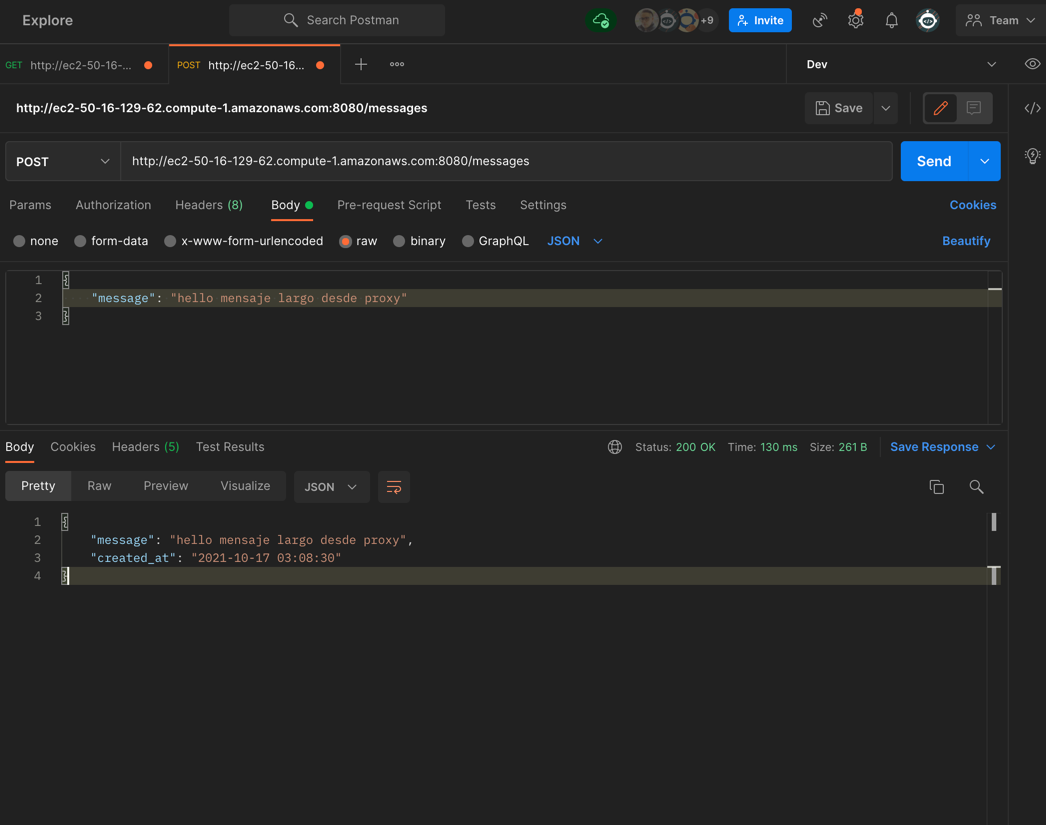 Explore
Search Postman
+9
Invite
Team
GET http://ec2-50-16-...
POST http://ec2-50-16...
Dev
http://ec2-50-16-129-62.compute-1.amazonaws.com:8080/messages
Save
POST
http://ec2-50-16-129-62.compute-1.amazonaws.com:8080/messages
Send
Params Authorization Headers (8) Body Pre-request Script Tests Settings Cookies
none form-data x-www-form-urlencoded raw binary GraphQL JSON Beautify
1 {
2 "message": "hello mensaje largo desde proxy"
3 }
Body Cookies Headers (5) Test Results Status: 200 OK Time: 130 ms Size: 261 B Save Response
Pretty Raw Preview Visualize JSON
1 {
2 "message": "hello mensaje largo desde proxy",
3 "created_at": "2021-10-17 03:08:30"
4 }